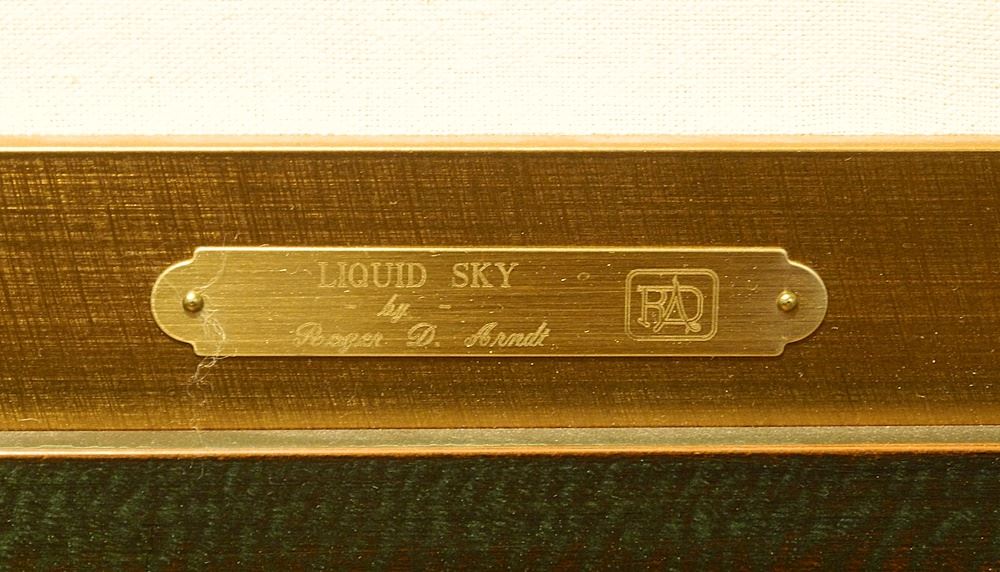 LIQUID SKY
by
Roger D. Arndt
RAD